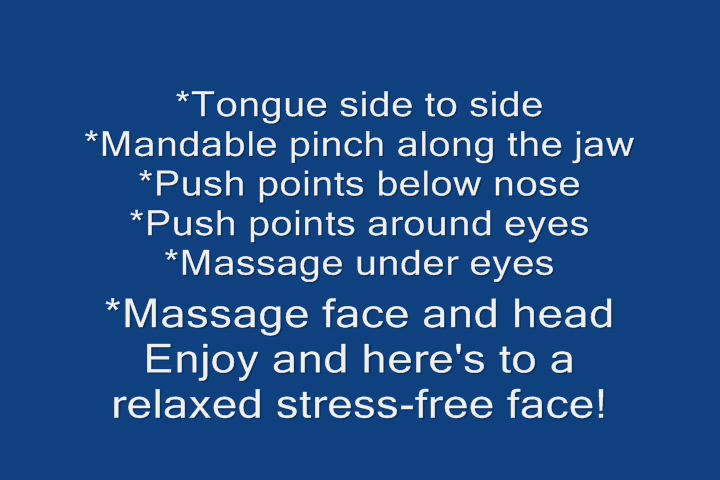 *Tongue side to side
*Mandable pinch along the jaw
*Push points below nose
*Push points around eyes
*Massage under eyes
*Massage face and head
Enjoy and here's to a
relaxed stress-free face!